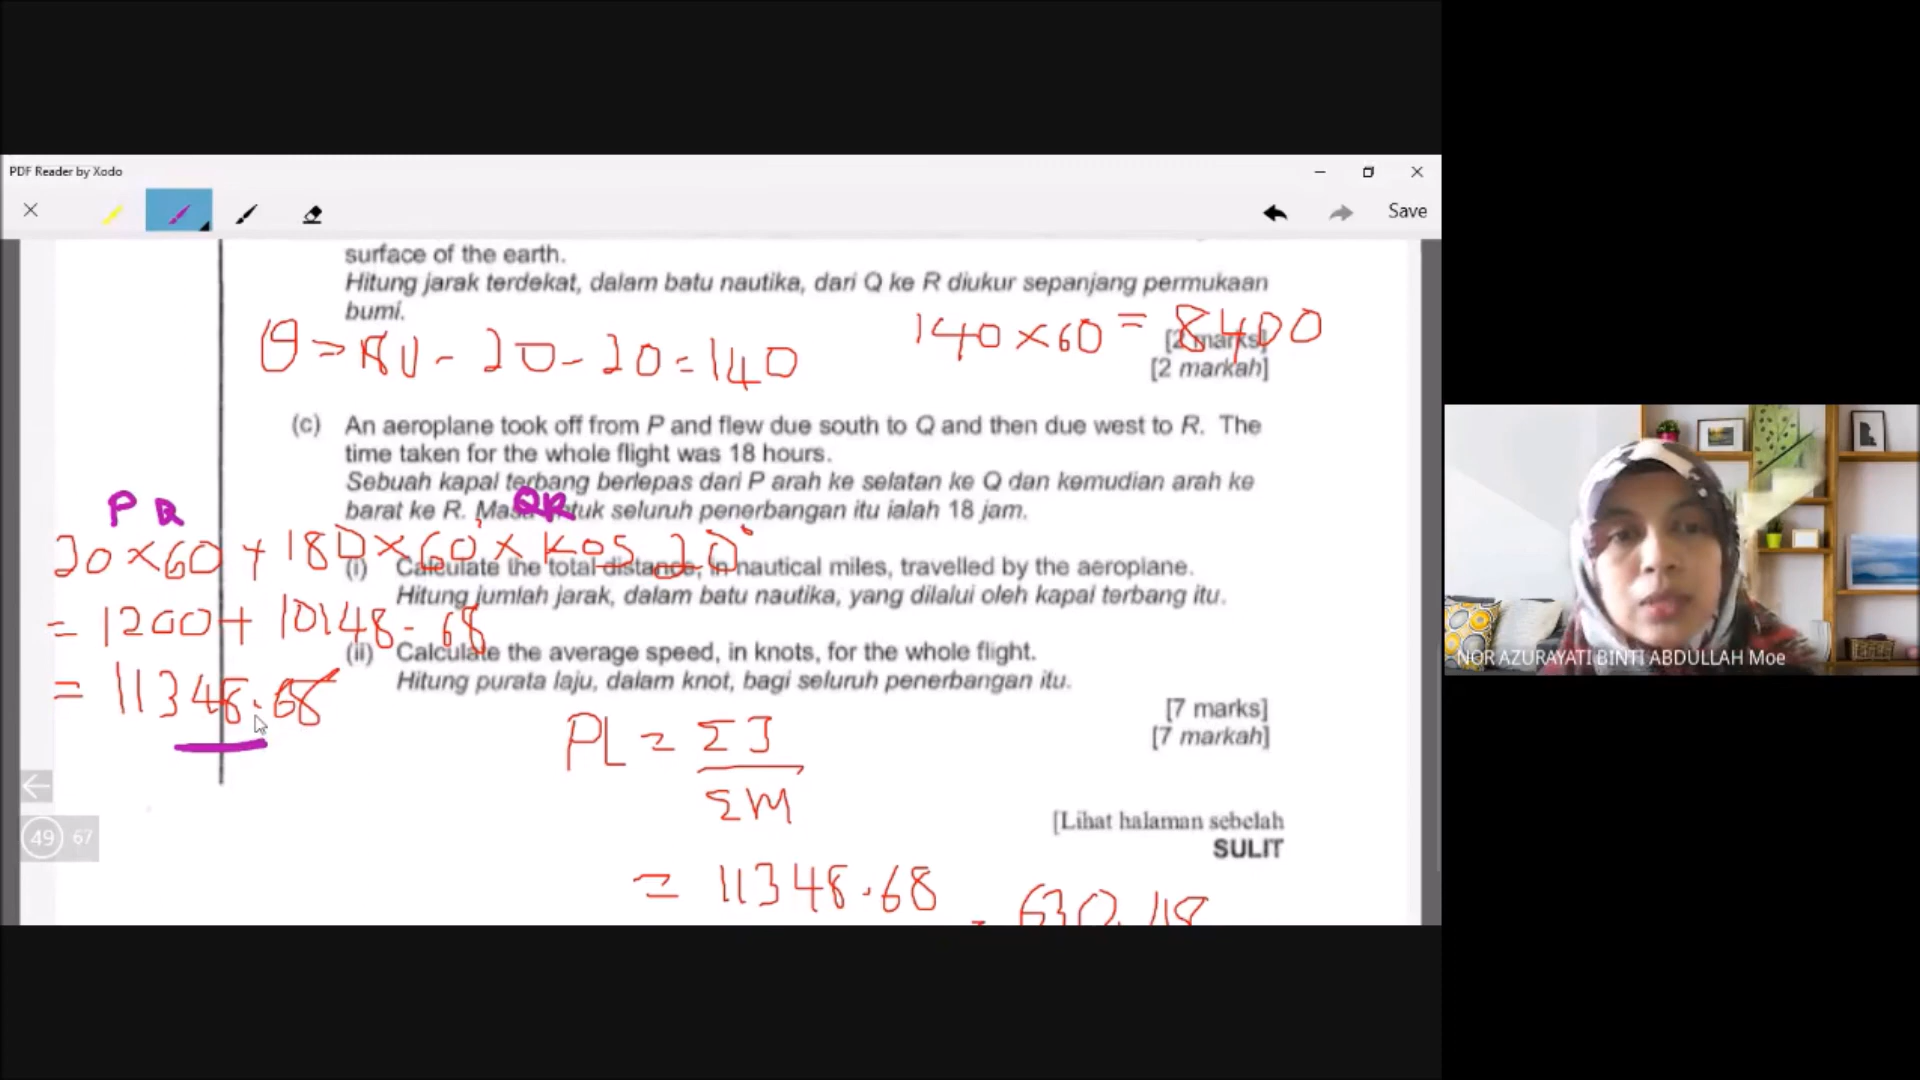 PDF Reader by Xodo
Save
surface of the earth.
Hitung jarak terdekat, dalam batu nautika, dari Q ke R diukur sepanjang permukaan
bumi.
θ = 180 - 20 - 20 = 140
140 × 60 = 8400
[2 marks]
[2 markah]
(c) An aeroplane took off from P and flew due south to Q and then due west to R. The
time taken for the whole flight was 18 hours.
Sebuah kapal terbang berlepas dari P arah ke selatan ke Q dan kemudian arah ke
barat ke R. Masa untuk seluruh penerbangan itu ialah 18 jam.
P Q
QR
20 × 60 + 180 × 60' × kos 20°
(i) Calculate the total distance, in nautical miles, travelled by the aeroplane.
Hitung jumlah jarak, dalam batu nautika, yang dilalui oleh kapal terbang itu.
= 1200 + 10148.68
(ii) Calculate the average speed, in knots, for the whole flight.
Hitung purata laju, dalam knot, bagi seluruh penerbangan itu.
= 11348.68
[7 marks]
[7 markah]
PL = ΣJ
ΣM
[Lihat halaman sebelah
SULIT
49 67
= 11348.68
630.48
NOR AZURAYATI BINTI ABDULLAH Moe